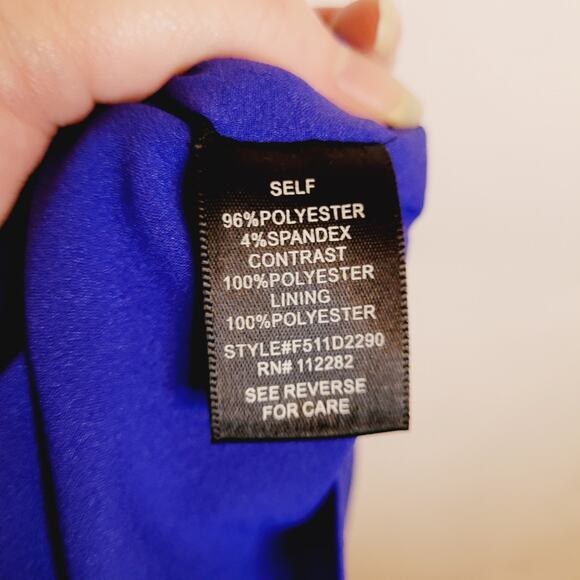 SELF
96%POLYESTER
4%SPANDEX
CONTRAST
100%POLYESTER
LINING
100%POLYESTER
STYLE#F511D2290
RN# 112282
SEE REVERSE
FOR CARE